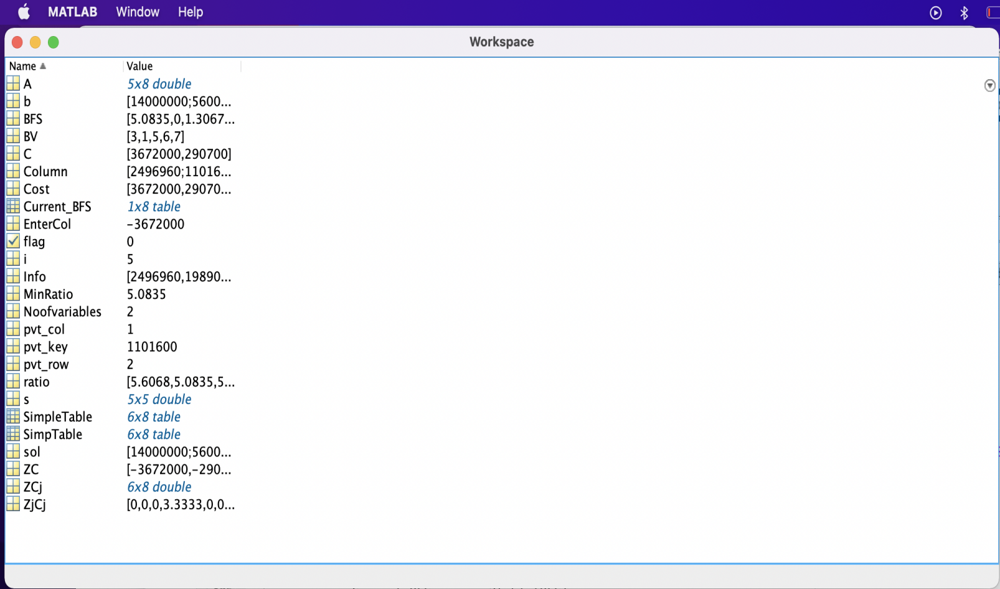 MATLAB Window Help
Workspace
Name Value
A 5x8 double
b [14000000;5600...
BFS [5.0835,0,1.3067...
BV [3,1,5,6,7]
C [3672000,290700]
Column [2496960;11016...
Cost [3672000,29070...
Current_BFS 1x8 table
EnterCol -3672000
flag 0
i 5
Info [2496960,19890...
MinRatio 5.0835
Noofvariables 2
pvt_col 1
pvt_key 1101600
pvt_row 2
ratio [5.6068,5.0835,5...
s 5x5 double
SimpleTable 6x8 table
SimpTable 6x8 table
sol [14000000;5600...
ZC [-3672000,-290...
ZCj 6x8 double
ZjCj [0,0,0,3.3333,0,0...